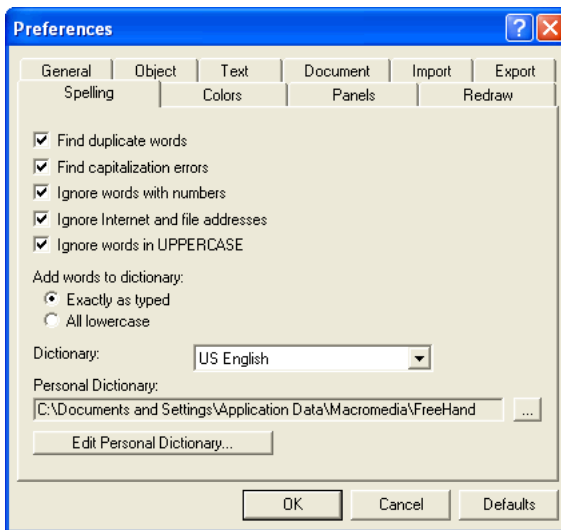 Preferences
General Object Text Document Import Export
Spelling Colors Panels Redraw
Find duplicate words
Find capitalization errors
Ignore words with numbers
Ignore Internet and file addresses
Ignore words in UPPERCASE
Add words to dictionary:
Exactly as typed
All lowercase
Dictionary: US English
Personal Dictionary:
C:\Documents and Settings\Application Data\Macromedia\FreeHand ...
Edit Personal Dictionary...
OK Cancel Defaults